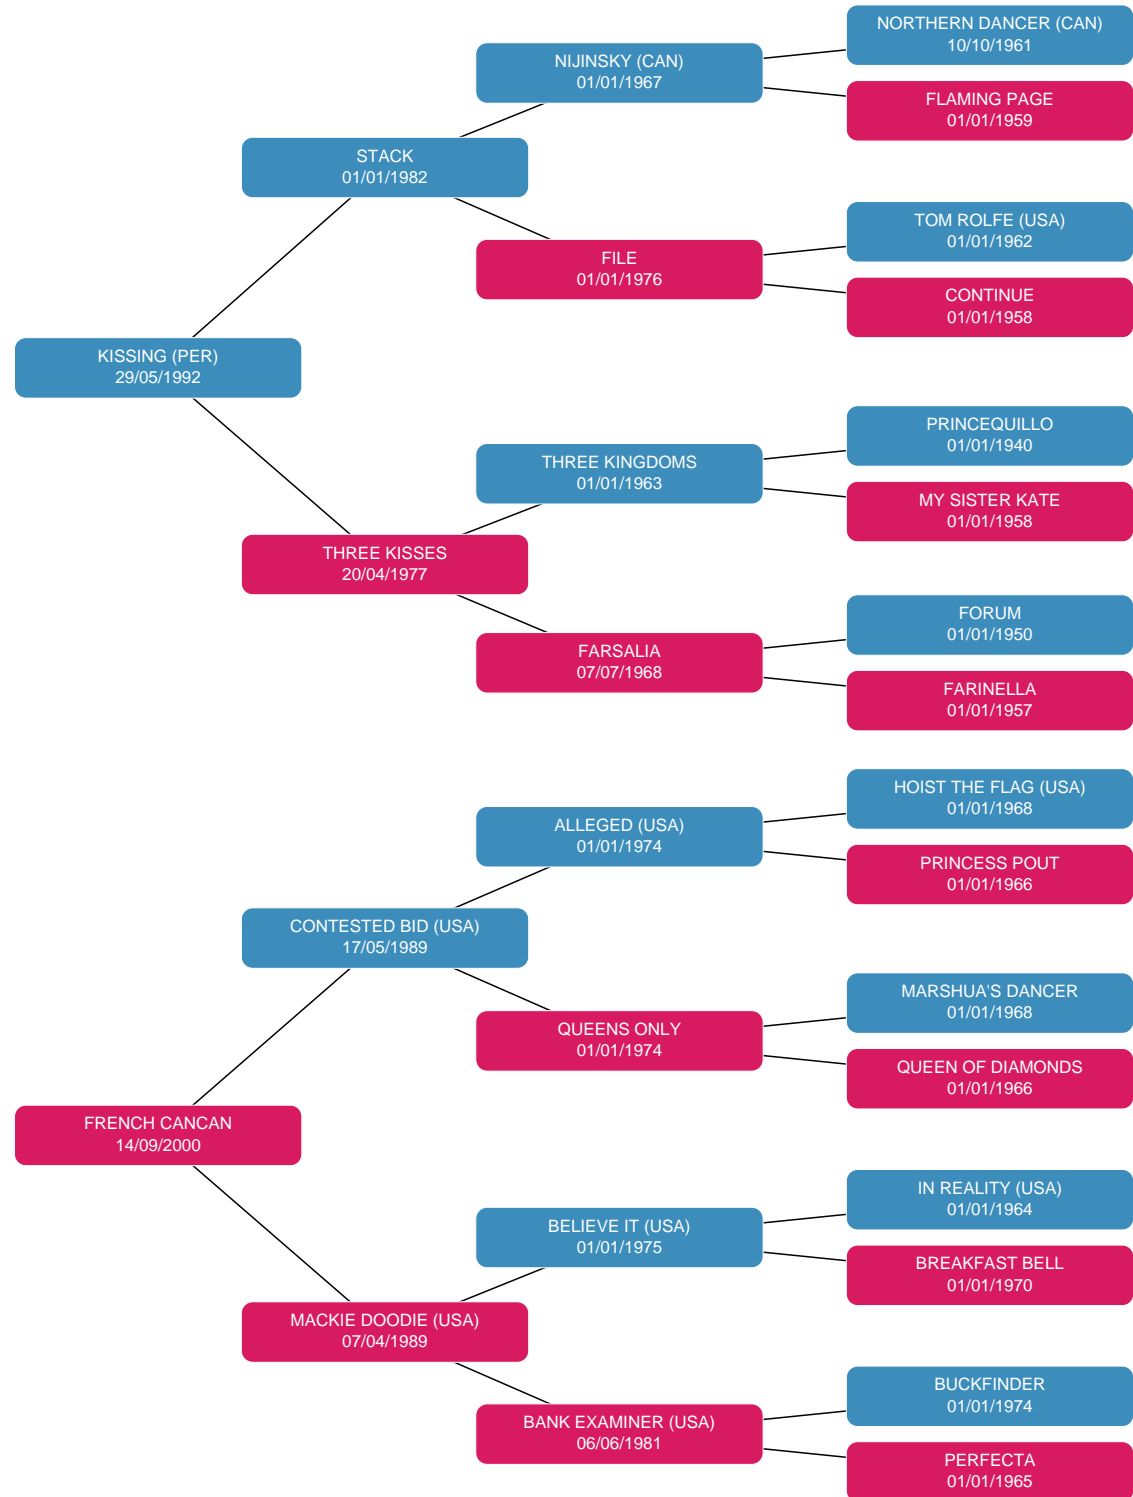 NORTHERN DANCER (CAN)
10/10/1961
NIJINSKY (CAN)
01/01/1967
FLAMING PAGE
01/01/1959
STACK
01/01/1982
TOM ROLFE (USA)
01/01/1962
FILE
01/01/1976
CONTINUE
01/01/1958
KISSING (PER)
29/05/1992
PRINCEQUILLO
01/01/1940
THREE KINGDOMS
01/01/1963
MY SISTER KATE
01/01/1958
THREE KISSES
20/04/1977
FORUM
01/01/1950
FARSALIA
07/07/1968
FARINELLA
01/01/1957
HOIST THE FLAG (USA)
01/01/1968
ALLEGED (USA)
01/01/1974
PRINCESS POUT
01/01/1966
CONTESTED BID (USA)
17/05/1989
MARSHUA'S DANCER
01/01/1968
QUEENS ONLY
01/01/1974
QUEEN OF DIAMONDS
01/01/1966
FRENCH CANCAN
14/09/2000
IN REALITY (USA)
01/01/1964
BELIEVE IT (USA)
01/01/1975
BREAKFAST BELL
01/01/1970
MACKIE DOODIE (USA)
07/04/1989
BUCKFINDER
01/01/1974
BANK EXAMINER (USA)
06/06/1981
PERFECTA
01/01/1965